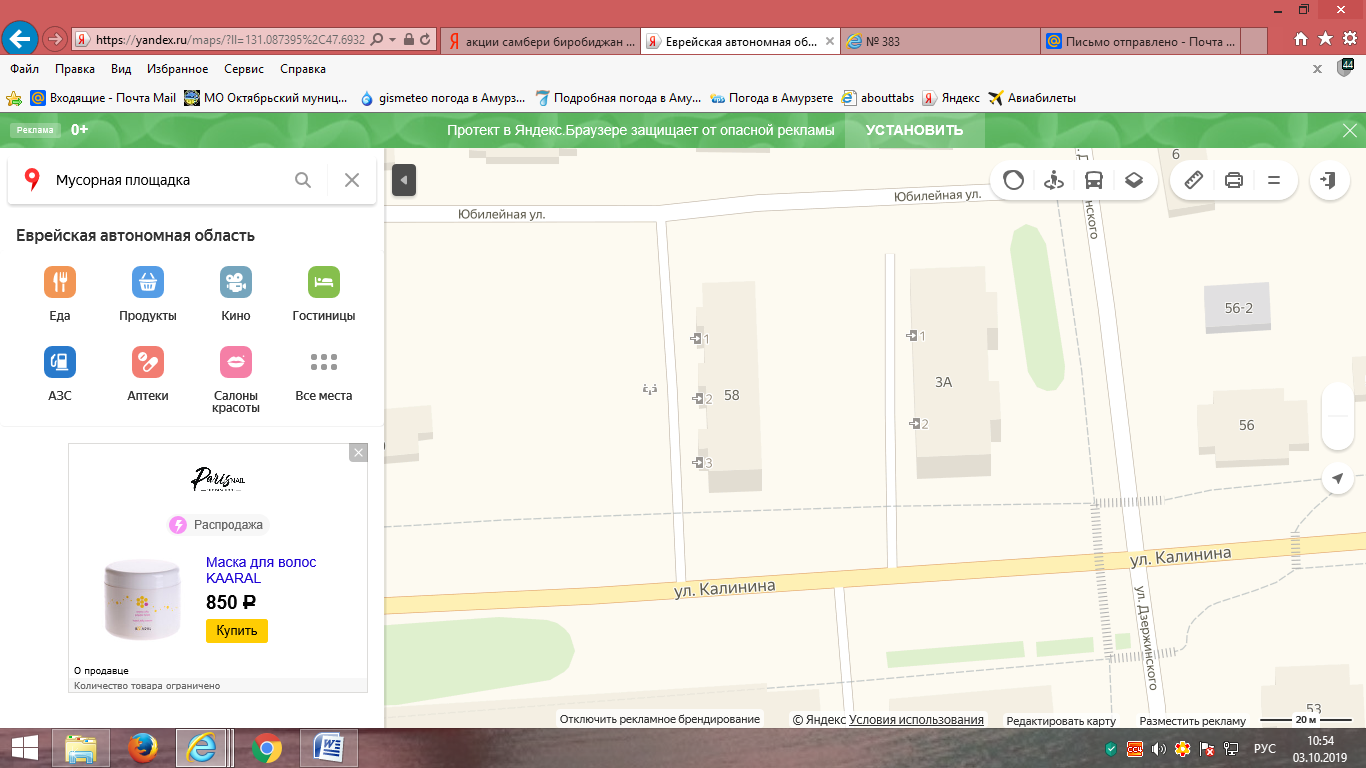 https://yandex.ru/maps/?ll=131.087395%2C47.6932
акции самбери биробиджан ...
Еврейская автономная об...
№ 383
Письмо отправлено - Почта ...
Файл Правка Вид Избранное Сервис Справка
44
Входящие - Почта Mail
МО Октябрьский муниц...
gismeteo погода в Амурз...
Подробная погода в Аму...
Погода в Амурзете
abouttabs
Яндекс
Авиабилеты
Реклама 0+
Протект в Яндекс.Браузере защищает от опасной рекламы
УСТАНОВИТЬ
Мусорная площадка
Еврейская автономная область
Еда Продукты Кино Гостиницы
АЗС Аптеки Салоны красоты Все места
Paris NAIL
Распродажа
Маска для волос
KAARAL
850 ₽
Купить
О продавце
Количество товара ограничено
6
Юбилейная ул.
Юбилейная ул.
56-2
1
1
3А
58
2
2
56
3
ул. Калинина
ул. Калинина
ул. Дзержинского
53
Отключить рекламное брендирование
© Яндекс Условия использования
Редактировать карту
Разместить рекламу
20 м
РУС
10:54
03.10.2019